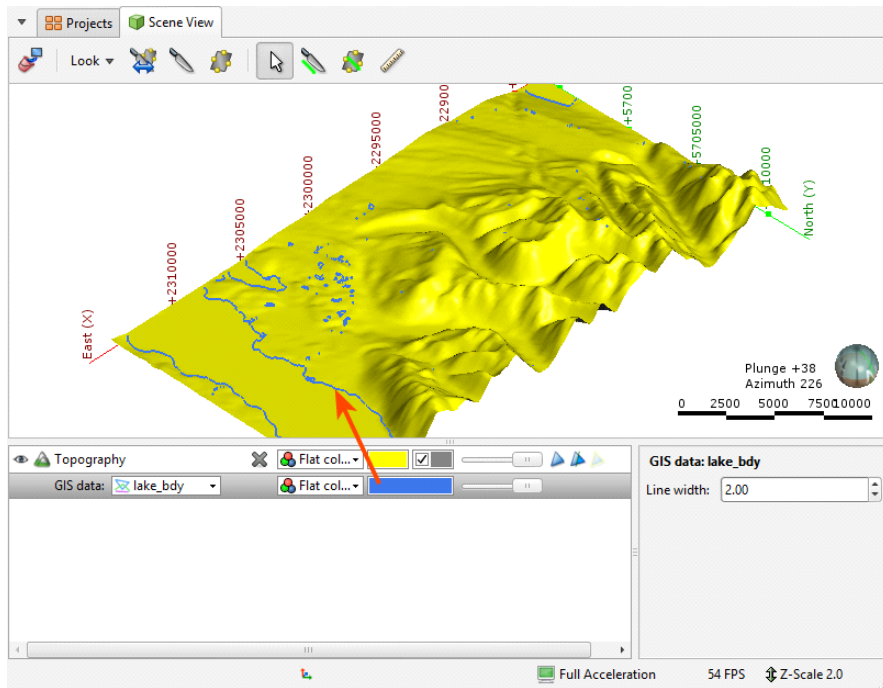 Projects
Scene View
Look
+22900
+2295000
+2300000
+2305000
+2310000
East (X)
+5700
+5705000
10000
North (Y)
Plunge +38
Azimuth 226
0 2500 5000 7500 10000
Topography
Flat col...
GIS data:
lake_bdy
Flat col...
GIS data: lake_bdy
Line width:
2.00
Full Acceleration
54 FPS
Z-Scale 2.0